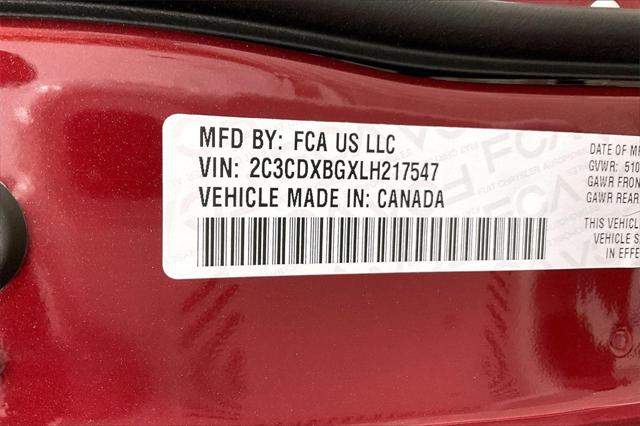 MFD BY: FCA US LLC
VIN: 2C3CDXBGXLH217547
VEHICLE MADE IN: CANADA
DATE OF M
GVWR: 510
GAWR FRON
GAWR REAR
THIS VEHICL
VEHICLE S
IN EFFE